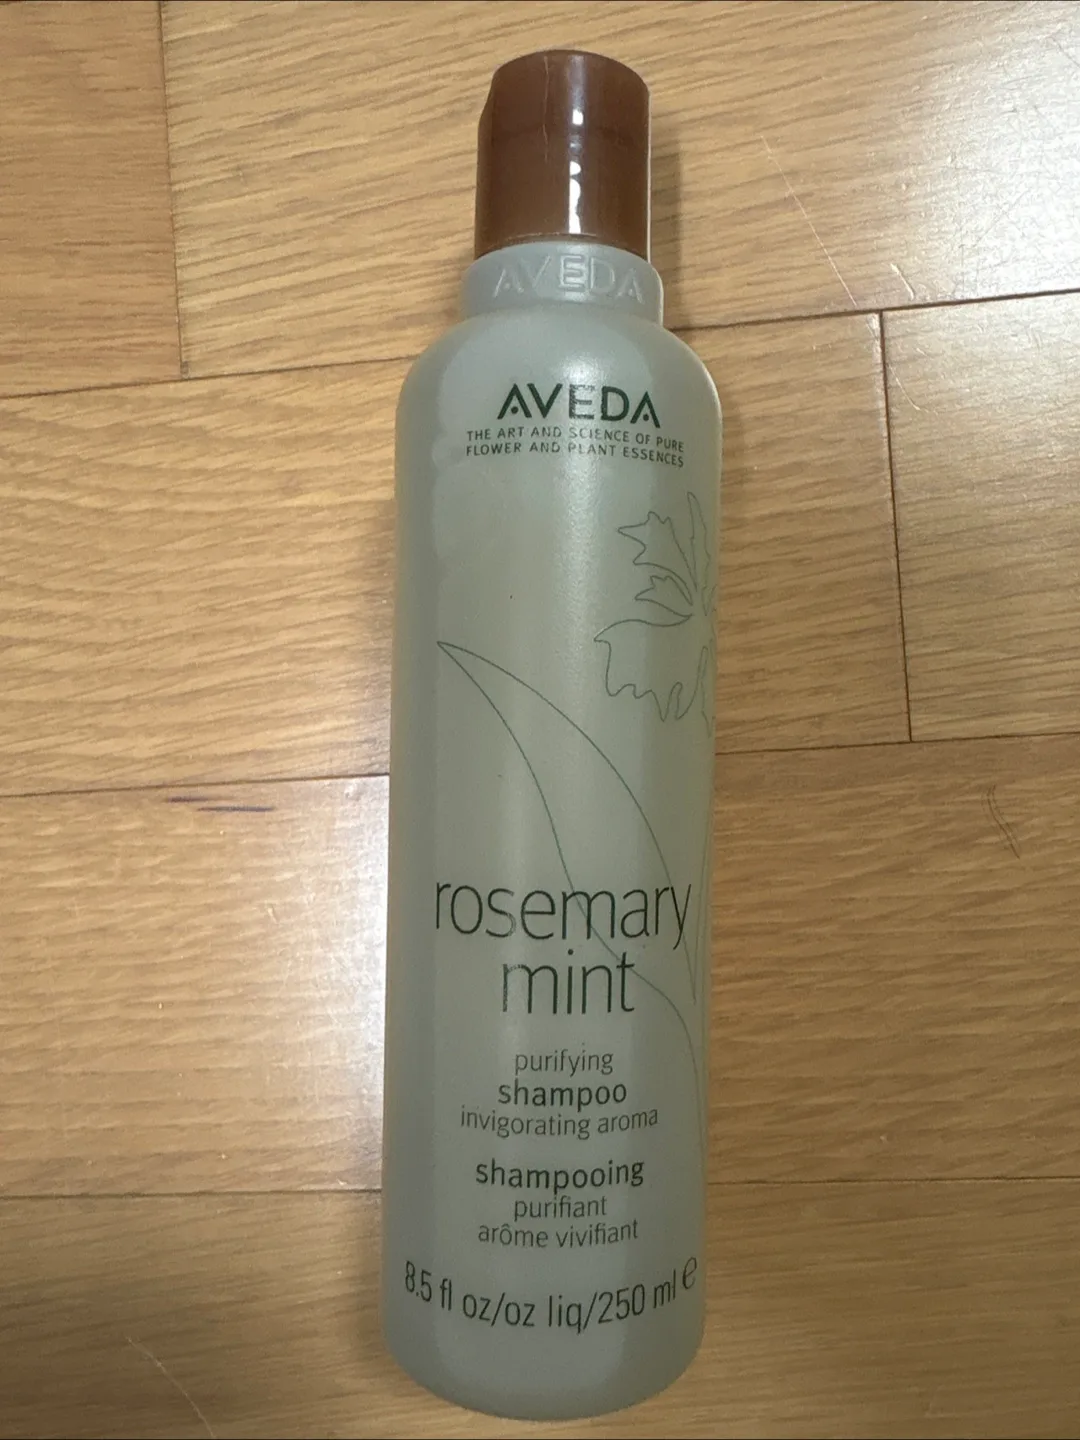 AVEDA
AVEDA
THE ART AND SCIENCE OF PURE
FLOWER AND PLANT ESSENCES
rosemary
mint
purifying
shampoo
invigorating aroma
shampooing
purifiant
arôme vivifiant
8.5 fl oz/oz liq/250 ml ℮